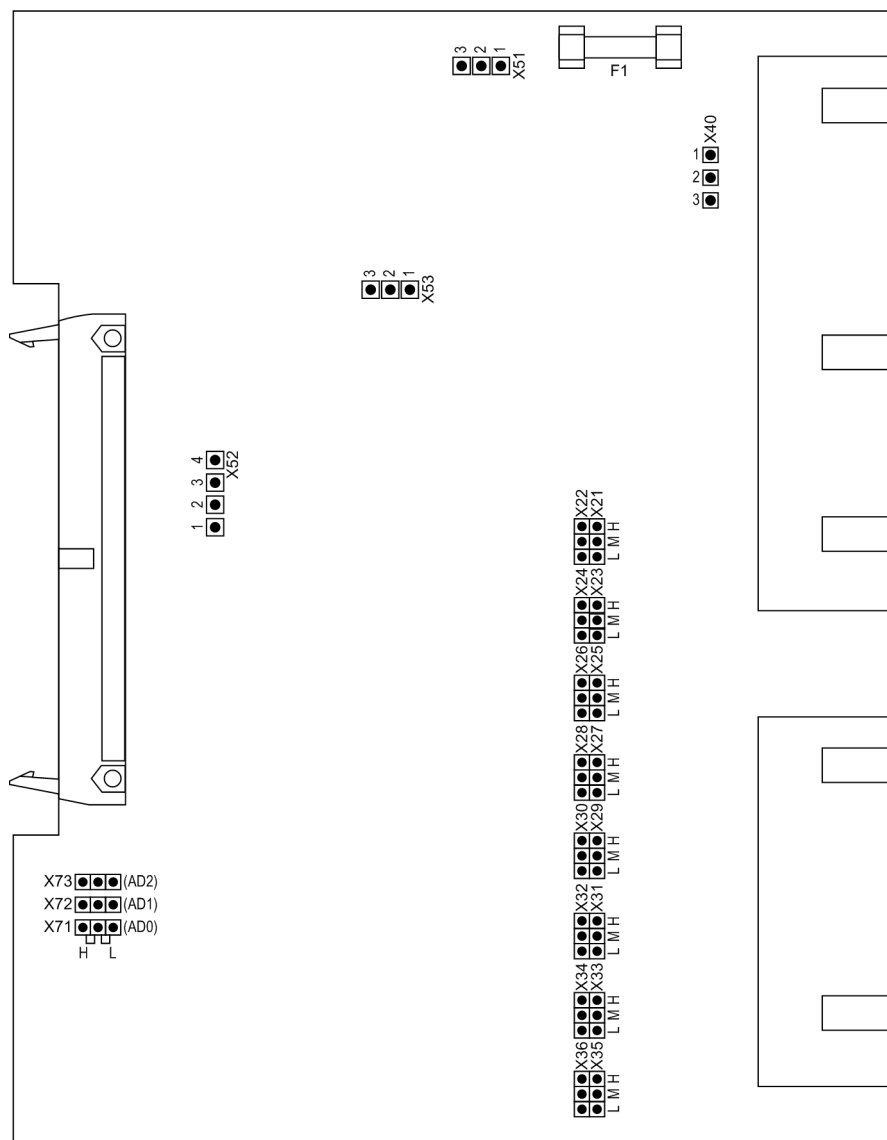 3 2 1
X51
F1
X40
1
2
3
3 2 1
X53
4
3
2
1
X52
X22 X21
H
M
L
X24 X23
H
M
L
X26 X25
H
M
L
X28 X27
H
M
L
X30 X29
H
M
L
X32 X31
H
M
L
X34 X33
H
M
L
X36 X35
H
M
L
X73 (AD2)
X72 (AD1)
X71 (AD0)
H L